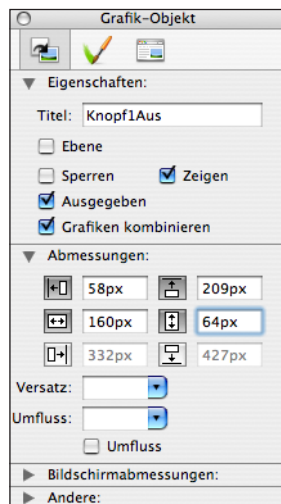 Grafik-Objekt
Eigenschaften:
Titel: Knopf1Aus
Ebene
Sperren Zeigen
Ausgegeben
Grafiken kombinieren
Abmessungen:
58px 209px
160px 64px
332px 427px
Versatz:
Umfluss:
Umfluss
Bildschirmabmessungen:
Andere: